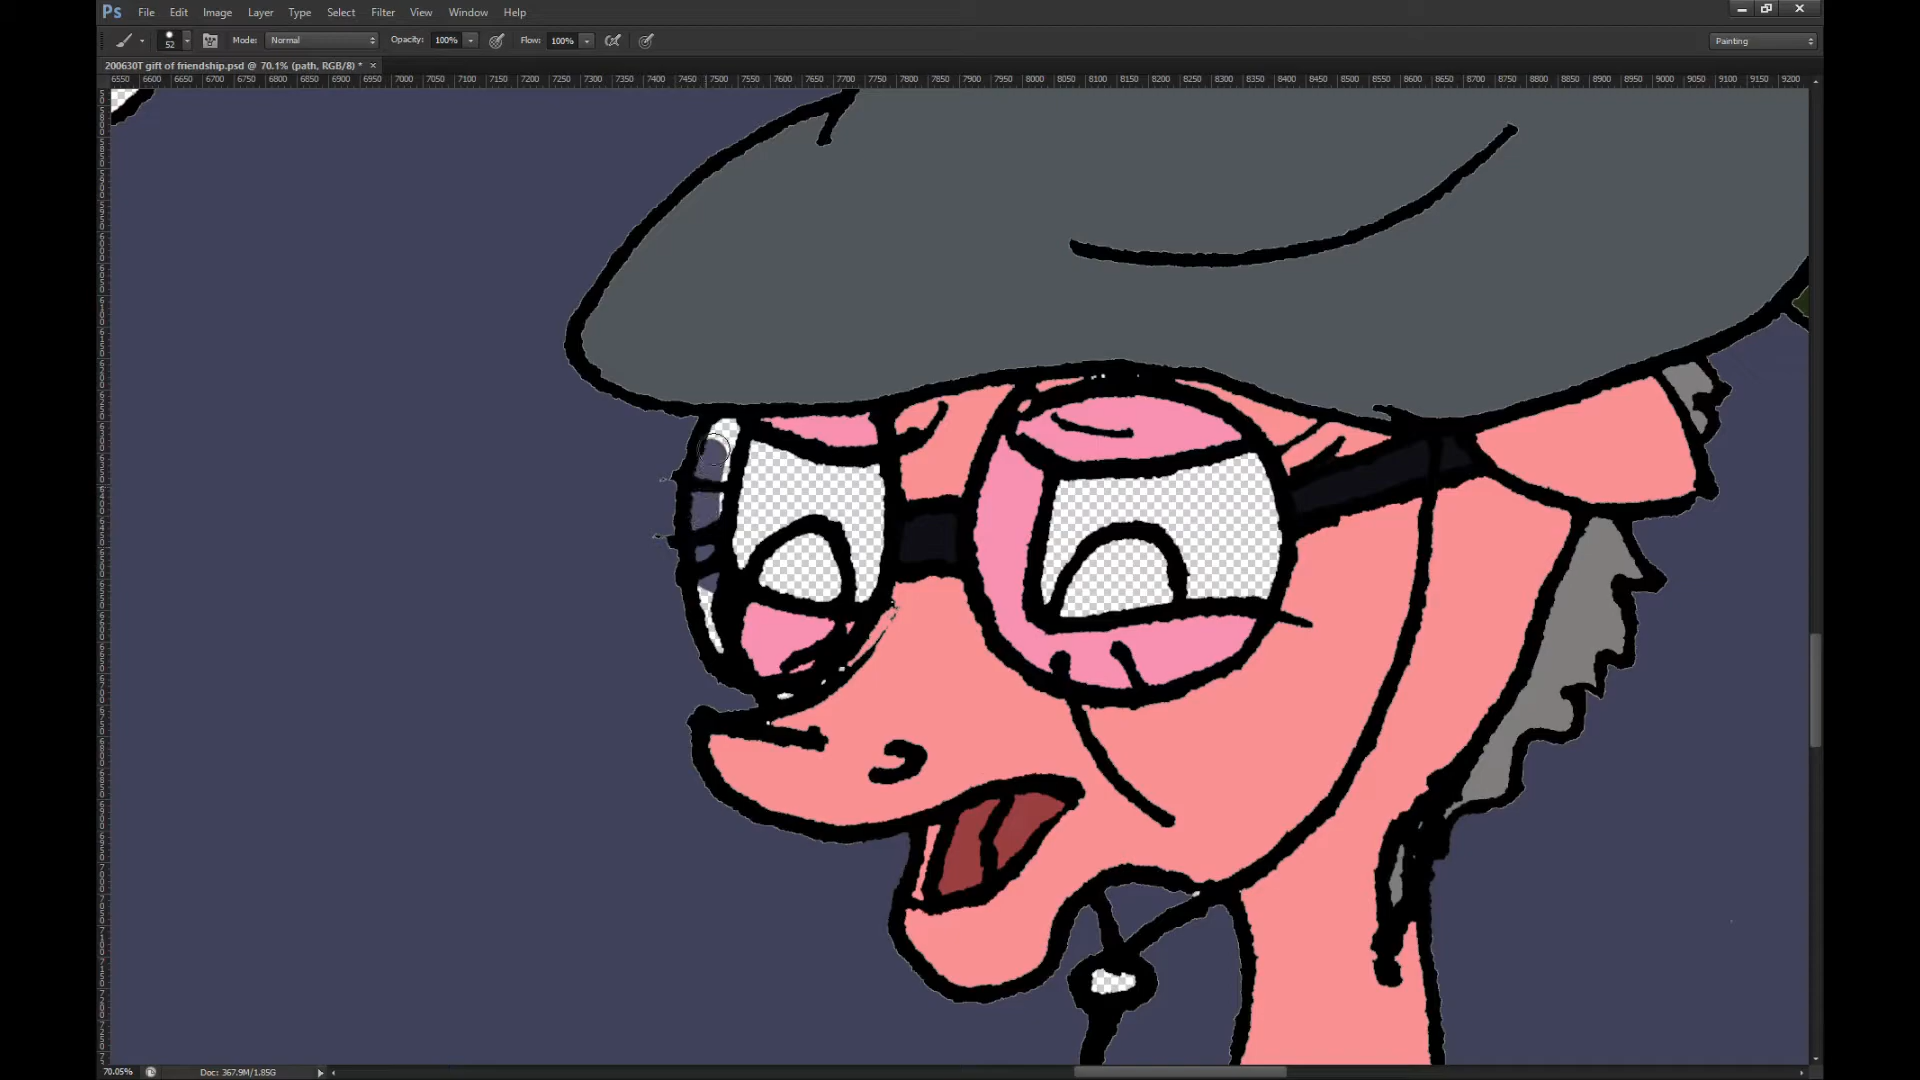 Ps File Edit Image Layer Type Select Filter View Window Help
52 Mode: Normal Opacity: 100% Flow: 100% Painting
200630T gift of friendship.psd @ 70.1% (path, RGB/8) * ×
6550 6600 6650 6700 6750 6800 6850 6900 6950 7000 7050 7100 7150 7200 7250 7300 7350 7400 7450 7500 7550 7600 7650 7700 7750 7800 7850 7900 7950 8000 8050 8100 8150 8200 8250 8300 8350 8400 8450 8500 8550 8600 8650 8700 8750 8800 8850 8900 8950 9000 9050 9100 9150 9200
70.05% Doc: 367.9M/1.85G